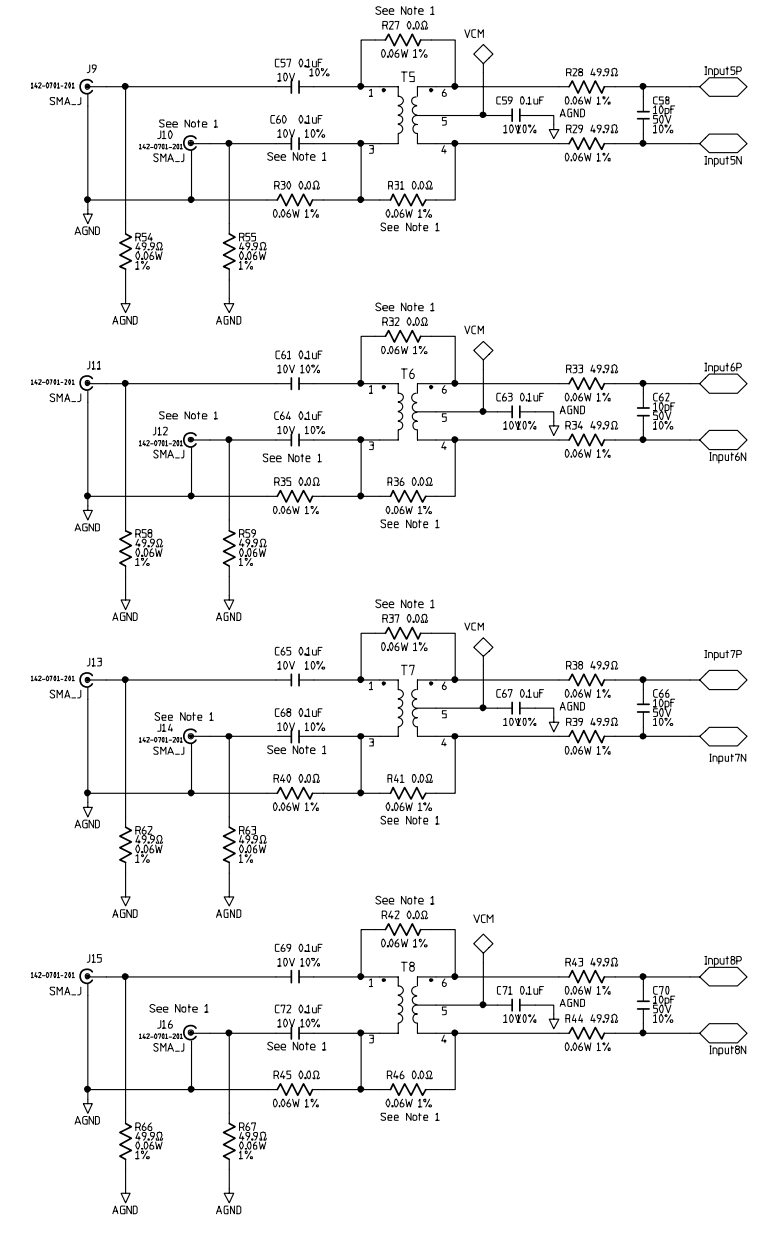 See Note 1
R27 0.0Ω
0.06W 1%
VCM
J9
142-0701-201
SMA_J
C57 0.1uF
10V 10%
T5
1
6
5
3
4
R28 49.9Ω
0.06W 1%
Input5P
C59 0.1uF
10V 10%
AGND
C58
10pF
50V
10%
See Note 1
J10
142-0701-201
SMA_J
C60 0.1uF
10V 10%
See Note 1
R29 49.9Ω
0.06W 1%
Input5N
R30 0.0Ω
0.06W 1%
R31 0.0Ω
0.06W 1%
See Note 1
AGND
R54
49.9Ω
0.06W
1%
R55
49.9Ω
0.06W
1%
AGND
AGND
See Note 1
R32 0.0Ω
0.06W 1%
VCM
J11
142-0701-201
SMA_J
C61 0.1uF
10V 10%
T6
1
6
5
3
4
R33 49.9Ω
0.06W 1%
Input6P
C63 0.1uF
10V 10%
AGND
C62
10pF
50V
10%
See Note 1
J12
142-0701-201
SMA_J
C64 0.1uF
10V 10%
See Note 1
R34 49.9Ω
0.06W 1%
Input6N
R35 0.0Ω
0.06W 1%
R36 0.0Ω
0.06W 1%
See Note 1
AGND
R58
49.9Ω
0.06W
1%
R59
49.9Ω
0.06W
1%
AGND
AGND
See Note 1
R37 0.0Ω
0.06W 1%
VCM
J13
142-0701-201
SMA_J
C65 0.1uF
10V 10%
T7
1
6
5
3
4
R38 49.9Ω
0.06W 1%
Input7P
C67 0.1uF
10V 10%
AGND
C66
10pF
50V
10%
See Note 1
J14
142-0701-201
SMA_J
C68 0.1uF
10V 10%
See Note 1
R39 49.9Ω
0.06W 1%
Input7N
R40 0.0Ω
0.06W 1%
R41 0.0Ω
0.06W 1%
See Note 1
AGND
R62
49.9Ω
0.06W
1%
R63
49.9Ω
0.06W
1%
AGND
AGND
See Note 1
R42 0.0Ω
0.06W 1%
VCM
J15
142-0701-201
SMA_J
C69 0.1uF
10V 10%
T8
1
6
5
3
4
R43 49.9Ω
0.06W 1%
Input8P
C71 0.1uF
10V 10%
AGND
C70
10pF
50V
10%
See Note 1
J16
142-0701-201
SMA_J
C72 0.1uF
10V 10%
See Note 1
R44 49.9Ω
0.06W 1%
Input8N
R45 0.0Ω
0.06W 1%
R46 0.0Ω
0.06W 1%
See Note 1
AGND
R66
49.9Ω
0.06W
1%
R67
49.9Ω
0.06W
1%
AGND
AGND